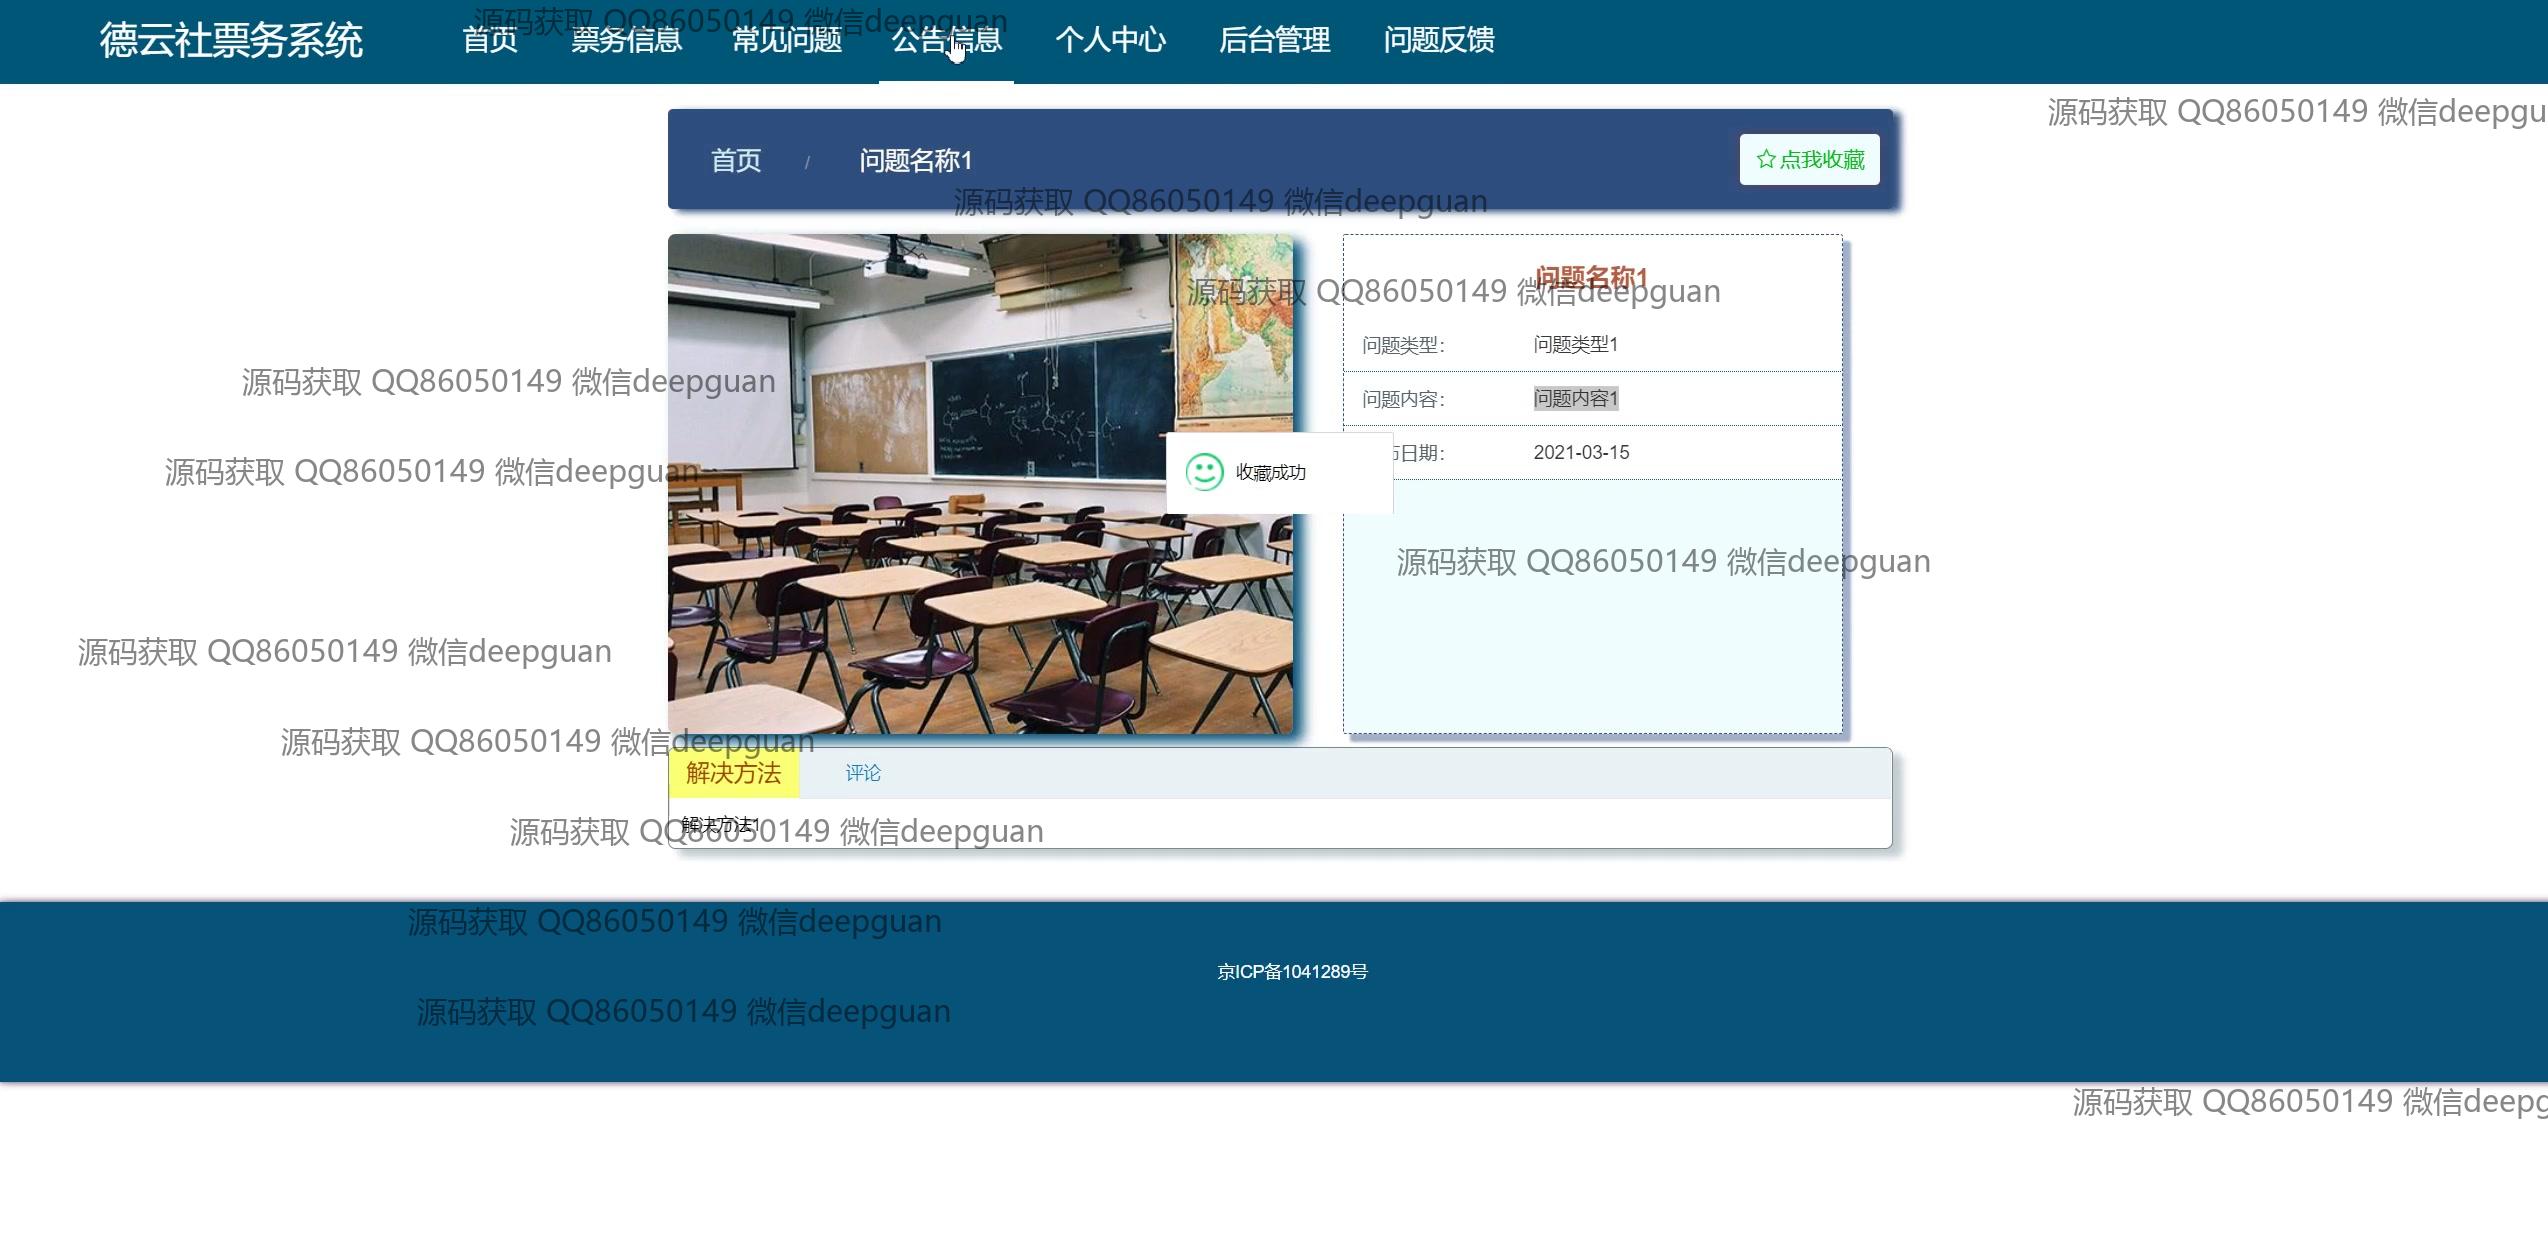 德云社票务系统 首页 票务信息 常见问题 公告信息 个人中心 后台管理 问题反馈
源码获取 QQ86050149 微信deepguan
源码获取 QQ86050149 微信deepgu
首页 / 问题名称1 点我收藏
源码获取 QQ86050149 微信deepguan
问题名称1
源码获取 QQ86050149 微信deepguan
问题类型： 问题类型1
源码获取 QQ86050149 微信deepguan
问题内容： 问题内容1
日期： 2021-03-15
源码获取 QQ86050149 微信deepguan
收藏成功
源码获取 QQ86050149 微信deepguan
源码获取 QQ86050149 微信deepguan
源码获取 QQ86050149 微信deepguan
解决方法 评论
解决方法1
源码获取 QQ86050149 微信deepguan
源码获取 QQ86050149 微信deepguan
京ICP备1041289号
源码获取 QQ86050149 微信deepguan
源码获取 QQ86050149 微信deepg